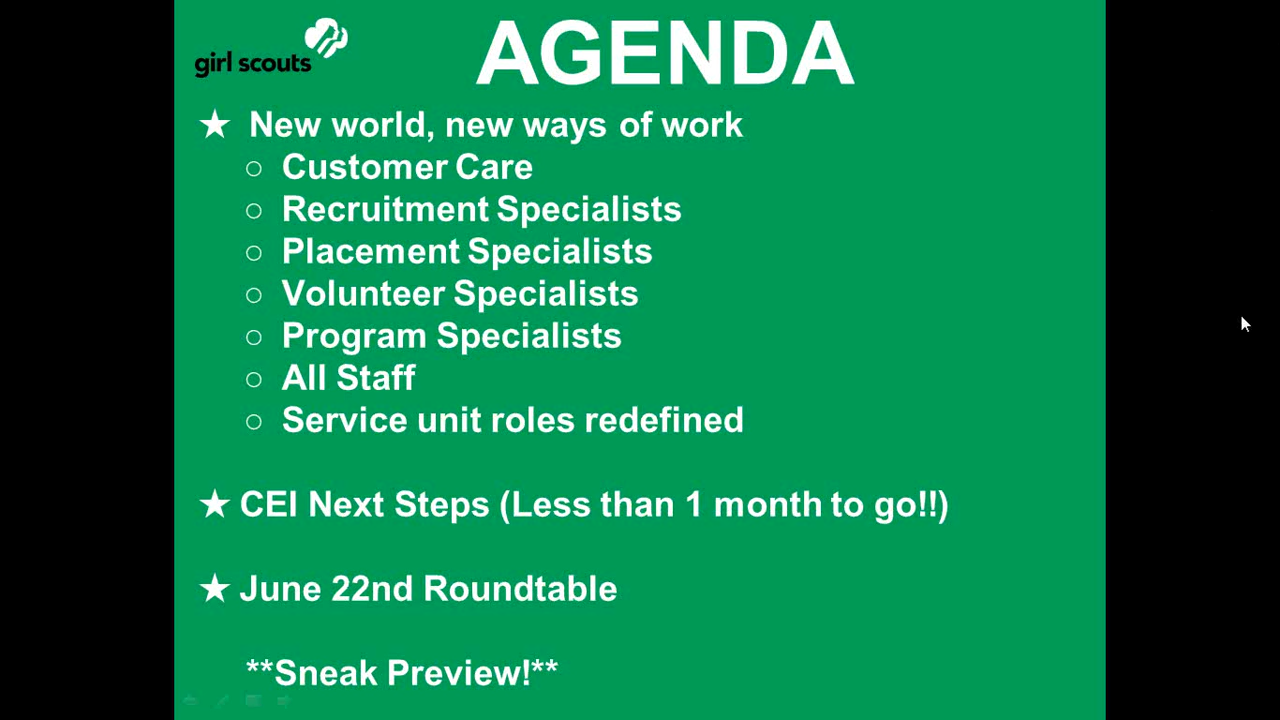 girl scouts
AGENDA
★ New world, new ways of work
○ Customer Care
○ Recruitment Specialists
○ Placement Specialists
○ Volunteer Specialists
○ Program Specialists
○ All Staff
○ Service unit roles redefined
★ CEI Next Steps (Less than 1 month to go!!)
★ June 22nd Roundtable
**Sneak Preview!**